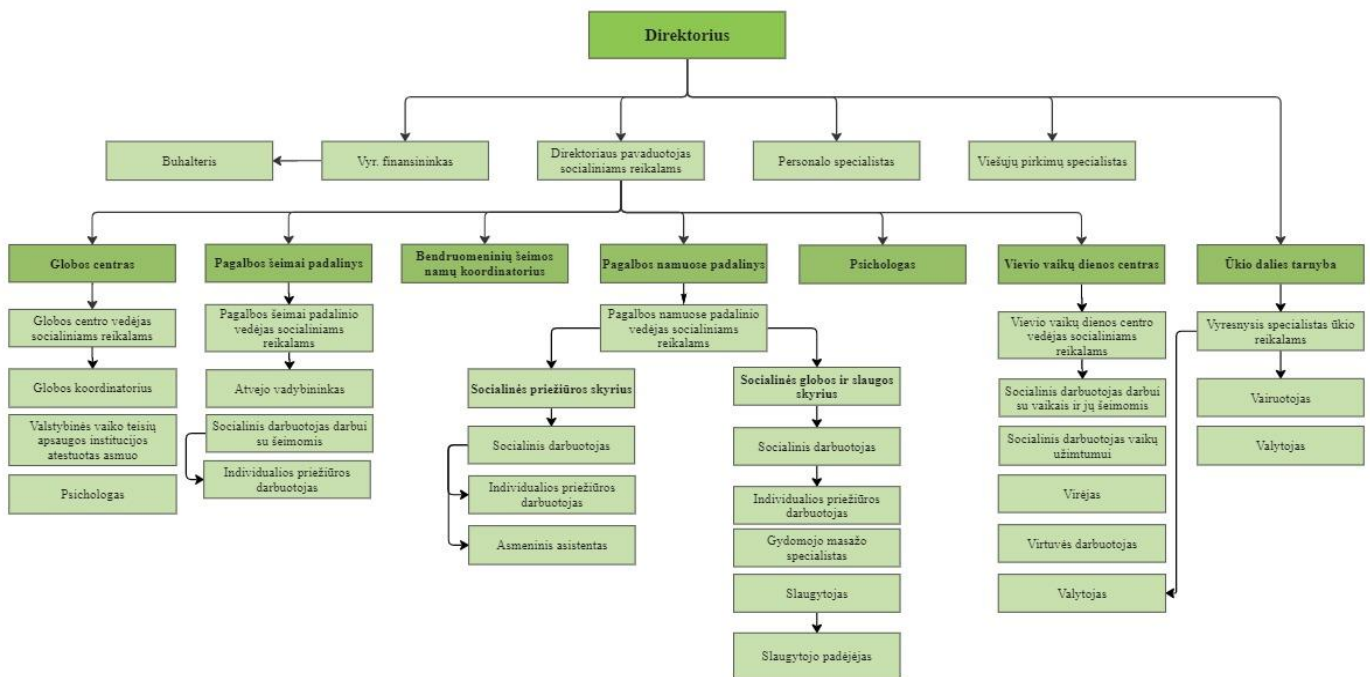 Direktorius
Buhalteris
Vyr. finansininkas
Direktoriaus pavaduotojas
socialiniams reikalams
Personalo specialistas
Viešųjų pirkimų specialistas
Globos centras
Pagalbos šeimai padalinys
Bendruomeninių šeimos
namų koordinatorius
Pagalbos namuose padalinys
Psichologas
Vievio vaikų dienos centras
Ūkio dalies tarnyba
Globos centro vedėjas
socialiniams reikalams
Globos koordinatorius
Valstybinės vaiko teisių
apsaugos institucijos
atestuotas asmuo
Psichologas
Pagalbos šeimai padalinio
vedėjas socialiniams
reikalams
Atvejo vadybininkas
Socialinis darbuotojas darbui
su šeimomis
Individualios priežiūros
darbuotojas
Pagalbos namuose padalinio
vedėjas socialiniams
reikalams
Socialinės priežiūros skyrius
Socialinis darbuotojas
Individualios priežiūros
darbuotojas
Asmeninis asistentas
Socialinės globos ir slaugos
skyrius
Socialinis darbuotojas
Individualios priežiūros
darbuotojas
Gydomojo masažo
specialistas
Slaugytojas
Slaugytojo padėjėjas
Vievio vaikų dienos centro
vedėjas socialiniams
reikalams
Socialinis darbuotojas darbui
su vaikais ir jų šeimomis
Socialinis darbuotojas vaikų
užimtumui
Virėjas
Virtuvės darbuotojas
Valytojas
Vyresnysis specialistas ūkio
reikalams
Vairuotojas
Valytojas